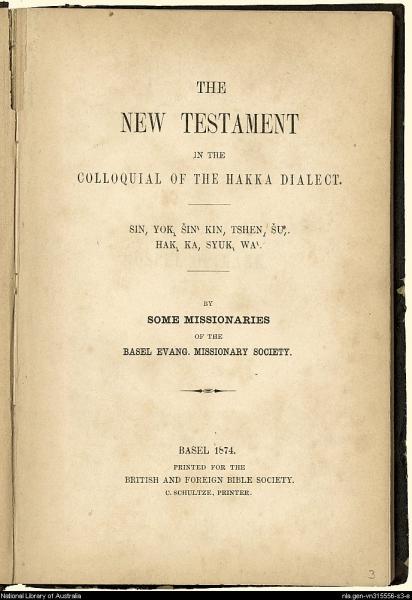 THE
NEW TESTAMENT
IN THE
COLLOQUIAL OF THE HAKKA DIALECT.
SIN, YOK̯ ŠIN‛ KIN, TSHEN, ŠU̯,.
HAK̯ KA, SYUK̯ WA‛.
BY
SOME MISSIONARIES
OF THE
BASEL EVANG. MISSIONARY SOCIETY.
BASEL 1874.
PRINTED FOR THE
BRITISH AND FOREIGN BIBLE SOCIETY.
C. SCHULTZE, PRINTER.
3
National Library of Australia
nla.gen-vn315556-s3-e